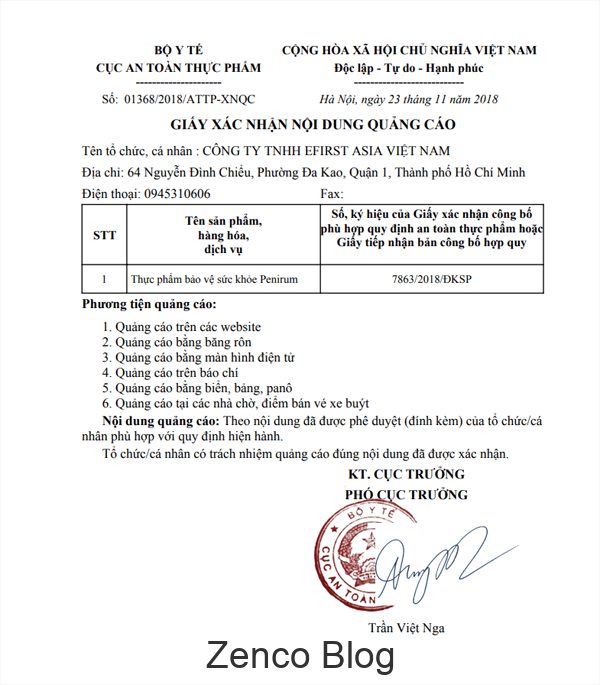 BỘ Y TẾ
CỤC AN TOÀN THỰC PHẨM
CỘNG HÒA XÃ HỘI CHỦ NGHĨA VIỆT NAM
Độc lập - Tự do - Hạnh phúc
Số: 01368/2018/ATTP-XNQC
Hà Nội, ngày 23 tháng 11 năm 2018
GIẤY XÁC NHẬN NỘI DUNG QUẢNG CÁO
Tên tổ chức, cá nhân : CÔNG TY TNHH EFIRST ASIA VIỆT NAM
Địa chỉ: 64 Nguyễn Đình Chiểu, Phường Đa Kao, Quận 1, Thành phố Hồ Chí Minh
Điện thoại: 0945310606 Fax:
STT
Tên sản phẩm,
hàng hóa,
dịch vụ
Số, ký hiệu của Giấy xác nhận công bố
phù hợp quy định an toàn thực phẩm hoặc
Giấy tiếp nhận bản công bố hợp quy
1 Thực phẩm bảo vệ sức khỏe Penirum 7863/2018/ĐKSP
Phương tiện quảng cáo:
1. Quảng cáo trên các website
2. Quảng cáo bằng băng rôn
3. Quảng cáo bằng màn hình điện tử
4. Quảng cáo trên báo chí
5. Quảng cáo bằng biển, bảng, panô
6. Quảng cáo tại các nhà chờ, điểm bán vé xe buýt
Nội dung quảng cáo: Theo nội dung đã được phê duyệt (đính kèm) của tổ chức/cá
nhân phù hợp với quy định hiện hành.
Tổ chức/cá nhân có trách nhiệm quảng cáo đúng nội dung đã được xác nhận.
KT. CỤC TRƯỞNG
PHÓ CỤC TRƯỞNG
BỘ Y TẾ
CỤC AN TOÀN
Trần Việt Nga
Zenco Blog